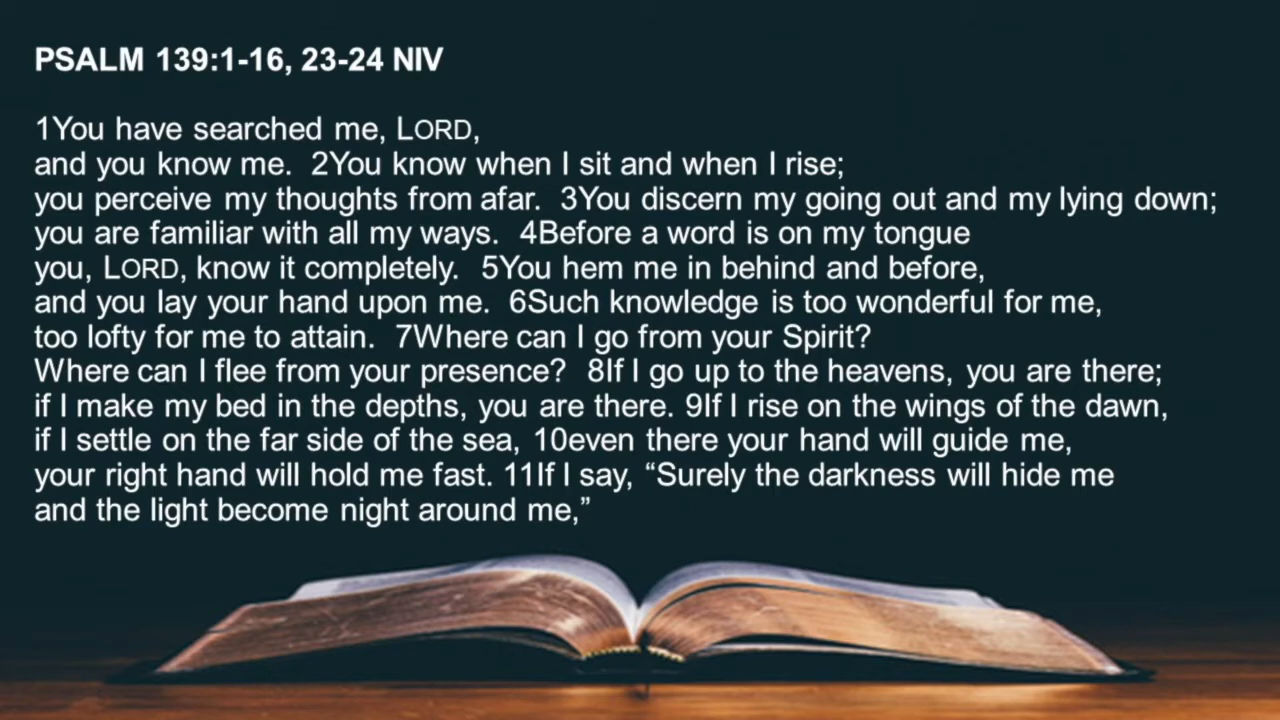 PSALM 139:1-16, 23-24 NIV
1You have searched me, LORD,
and you know me.  2You know when I sit and when I rise;
you perceive my thoughts from afar.  3You discern my going out and my lying down;
you are familiar with all my ways.  4Before a word is on my tongue
you, LORD, know it completely.  5You hem me in behind and before,
and you lay your hand upon me.  6Such knowledge is too wonderful for me,
too lofty for me to attain.  7Where can I go from your Spirit?
Where can I flee from your presence?  8If I go up to the heavens, you are there;
if I make my bed in the depths, you are there. 9If I rise on the wings of the dawn,
if I settle on the far side of the sea, 10even there your hand will guide me,
your right hand will hold me fast. 11If I say, “Surely the darkness will hide me
and the light become night around me,”